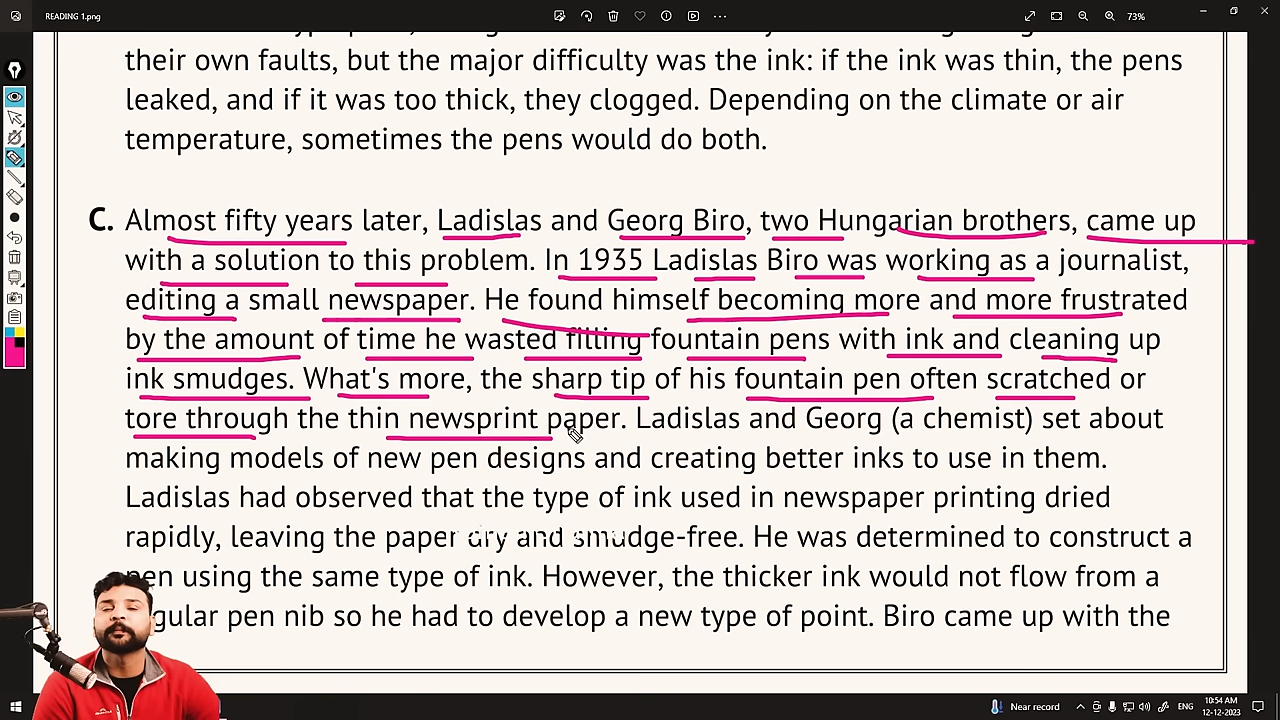 READING 1.png
73%
their own faults, but the major difficulty was the ink: if the ink was thin, the pens
leaked, and if it was too thick, they clogged. Depending on the climate or air
temperature, sometimes the pens would do both.
C. Almost fifty years later, Ladislas and Georg Biro, two Hungarian brothers, came up
with a solution to this problem. In 1935 Ladislas Biro was working as a journalist,
editing a small newspaper. He found himself becoming more and more frustrated
by the amount of time he wasted filling fountain pens with ink and cleaning up
ink smudges. What's more, the sharp tip of his fountain pen often scratched or
tore through the thin newsprint paper. Ladislas and Georg (a chemist) set about
making models of new pen designs and creating better inks to use in them.
Ladislas had observed that the type of ink used in newspaper printing dried
rapidly, leaving the paper dry and smudge-free. He was determined to construct a
pen using the same type of ink. However, the thicker ink would not flow from a
gular pen nib so he had to develop a new type of point. Biro came up with the
Near record
ENG
10:54 AM
12-12-2023